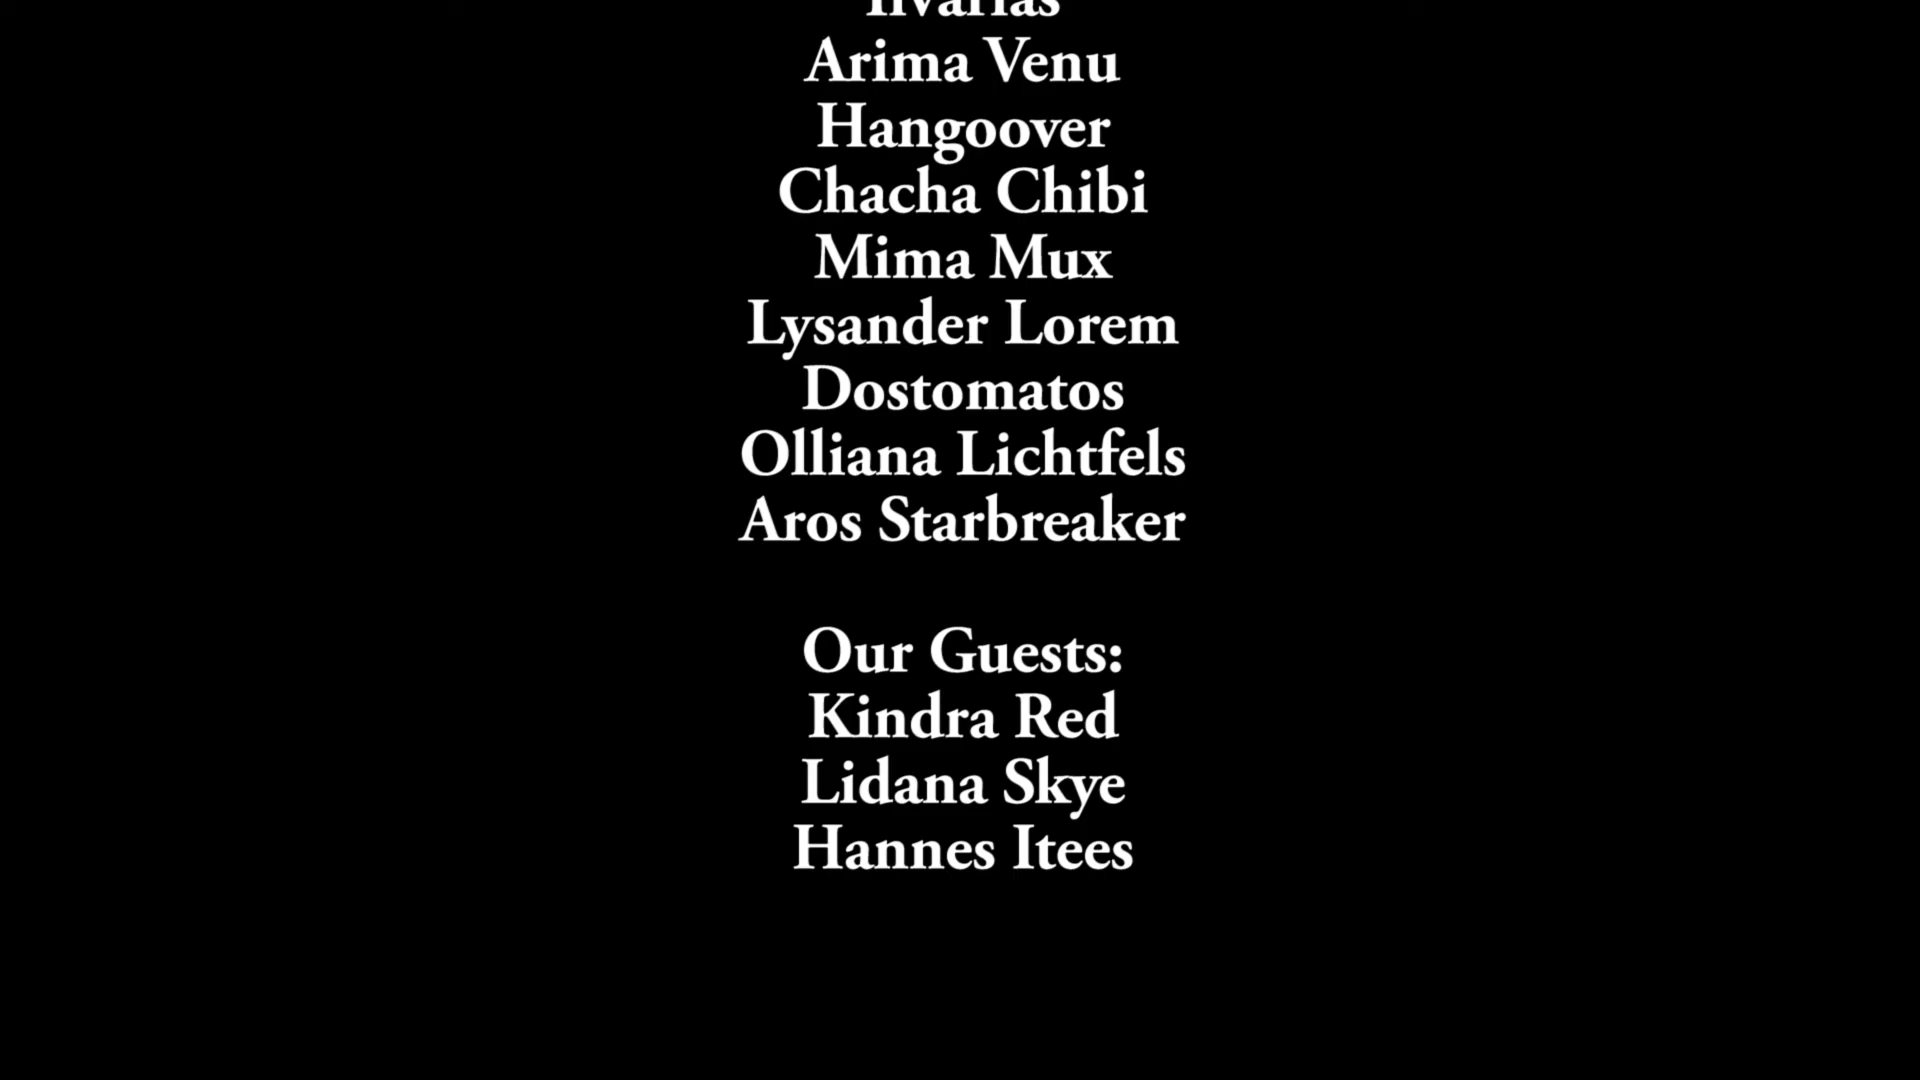 Arima Venu
Hangoover
Chacha Chibi
Mima Mux
Lysander Lorem
Dostomatos
Olliana Lichtfels
Aros Starbreaker
Our Guests:
Kindra Red
Lidana Skye
Hannes Itees